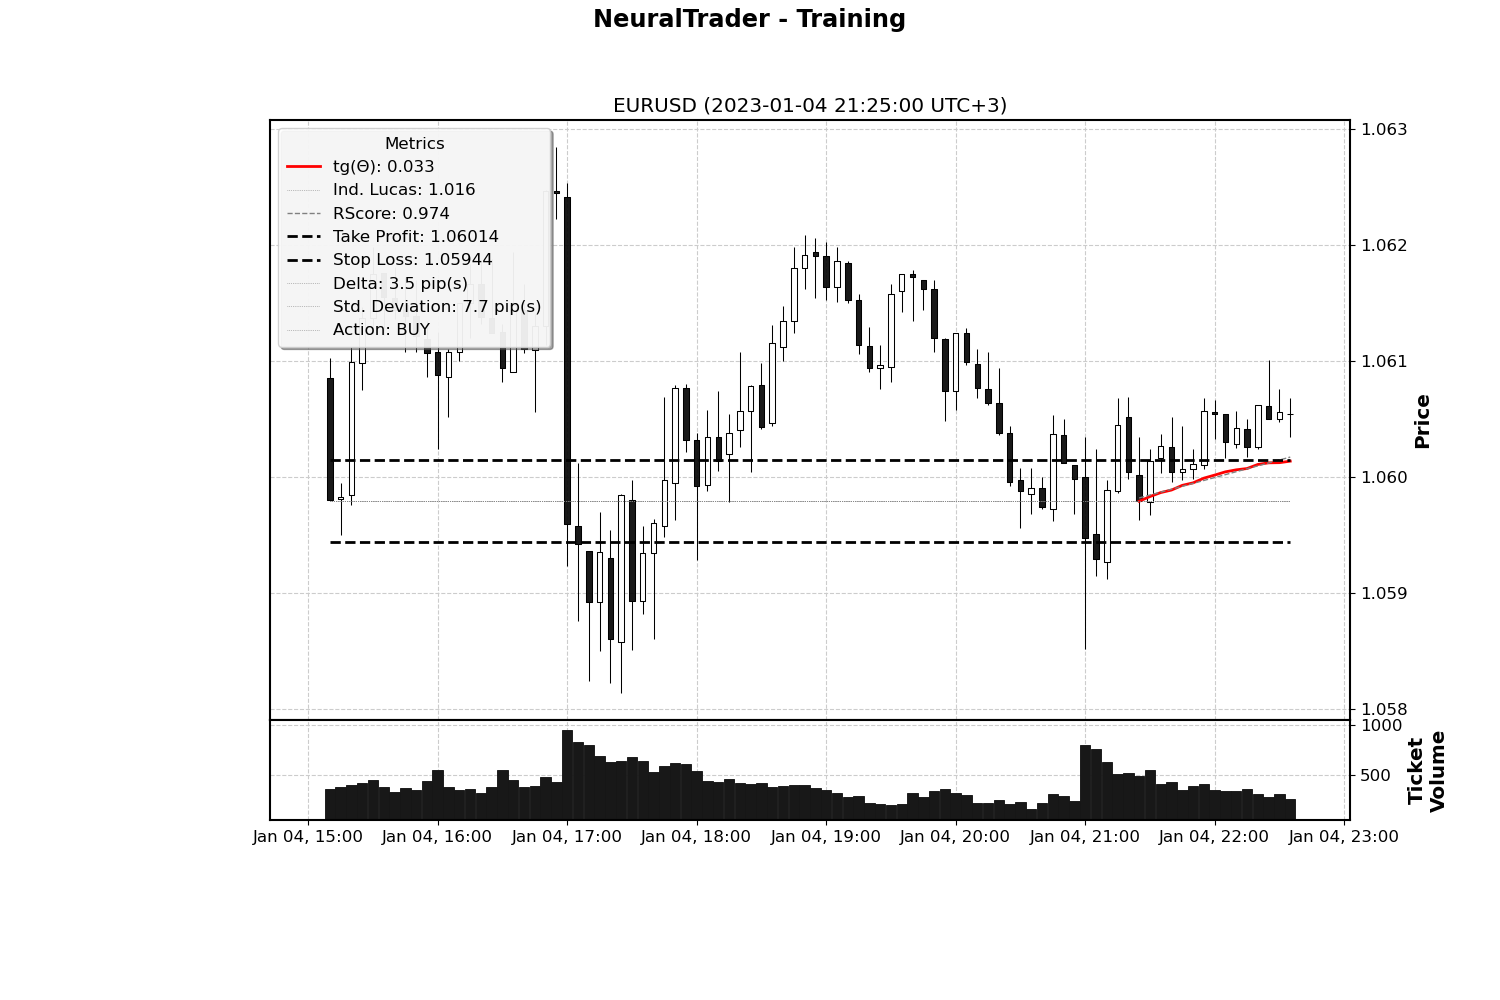 NeuralTrader - Training
EURUSD (2023-01-04 21:25:00 UTC+3)
Metrics
tg(Θ): 0.033
Ind. Lucas: 1.016
RScore: 0.974
Take Profit: 1.06014
Stop Loss: 1.05944
Delta: 3.5 pip(s)
Std. Deviation: 7.7 pip(s)
Action: BUY
1.063
1.062
1.061
1.060
1.059
1.058
Price
1000
500
Ticket
Volume
Jan 04, 15:00
Jan 04, 16:00
Jan 04, 17:00
Jan 04, 18:00
Jan 04, 19:00
Jan 04, 20:00
Jan 04, 21:00
Jan 04, 22:00
Jan 04, 23:00